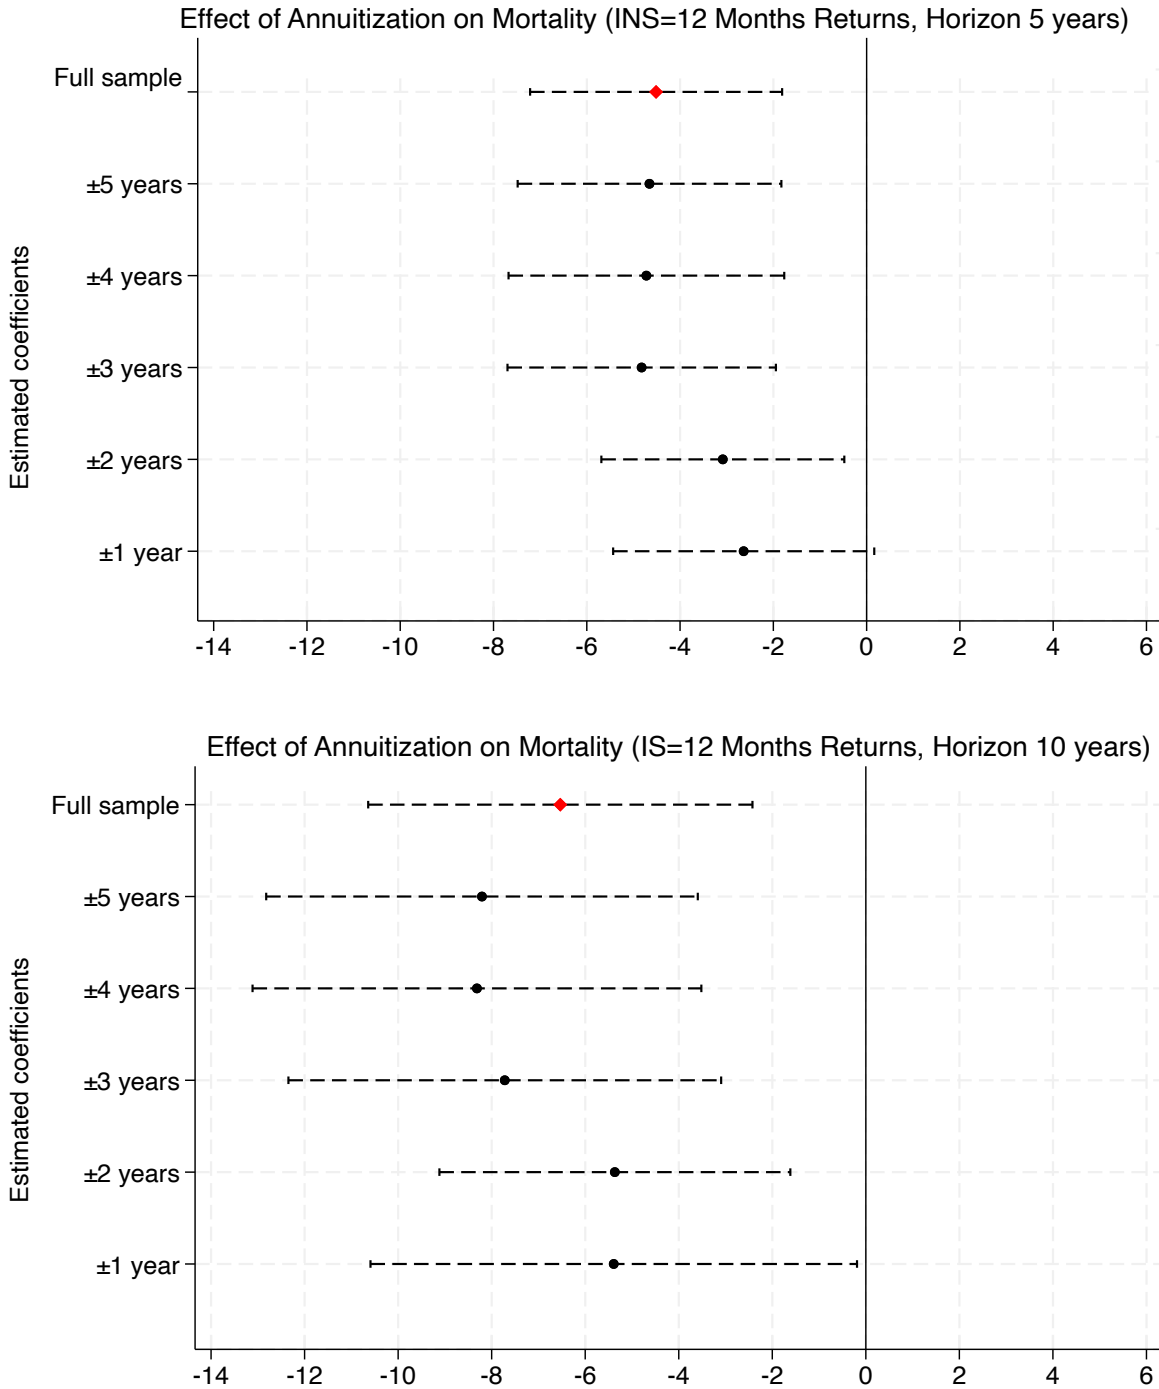 Effect of Annuitization on Mortality (INS=12 Months Returns, Horizon 5 years)
Full sample
±5 years
±4 years
±3 years
±2 years
±1 year
Estimated coefficients
-14 -12 -10 -8 -6 -4 -2 0 2 4 6
Effect of Annuitization on Mortality (IS=12 Months Returns, Horizon 10 years)
Full sample
±5 years
±4 years
±3 years
±2 years
±1 year
Estimated coefficients
-14 -12 -10 -8 -6 -4 -2 0 2 4 6